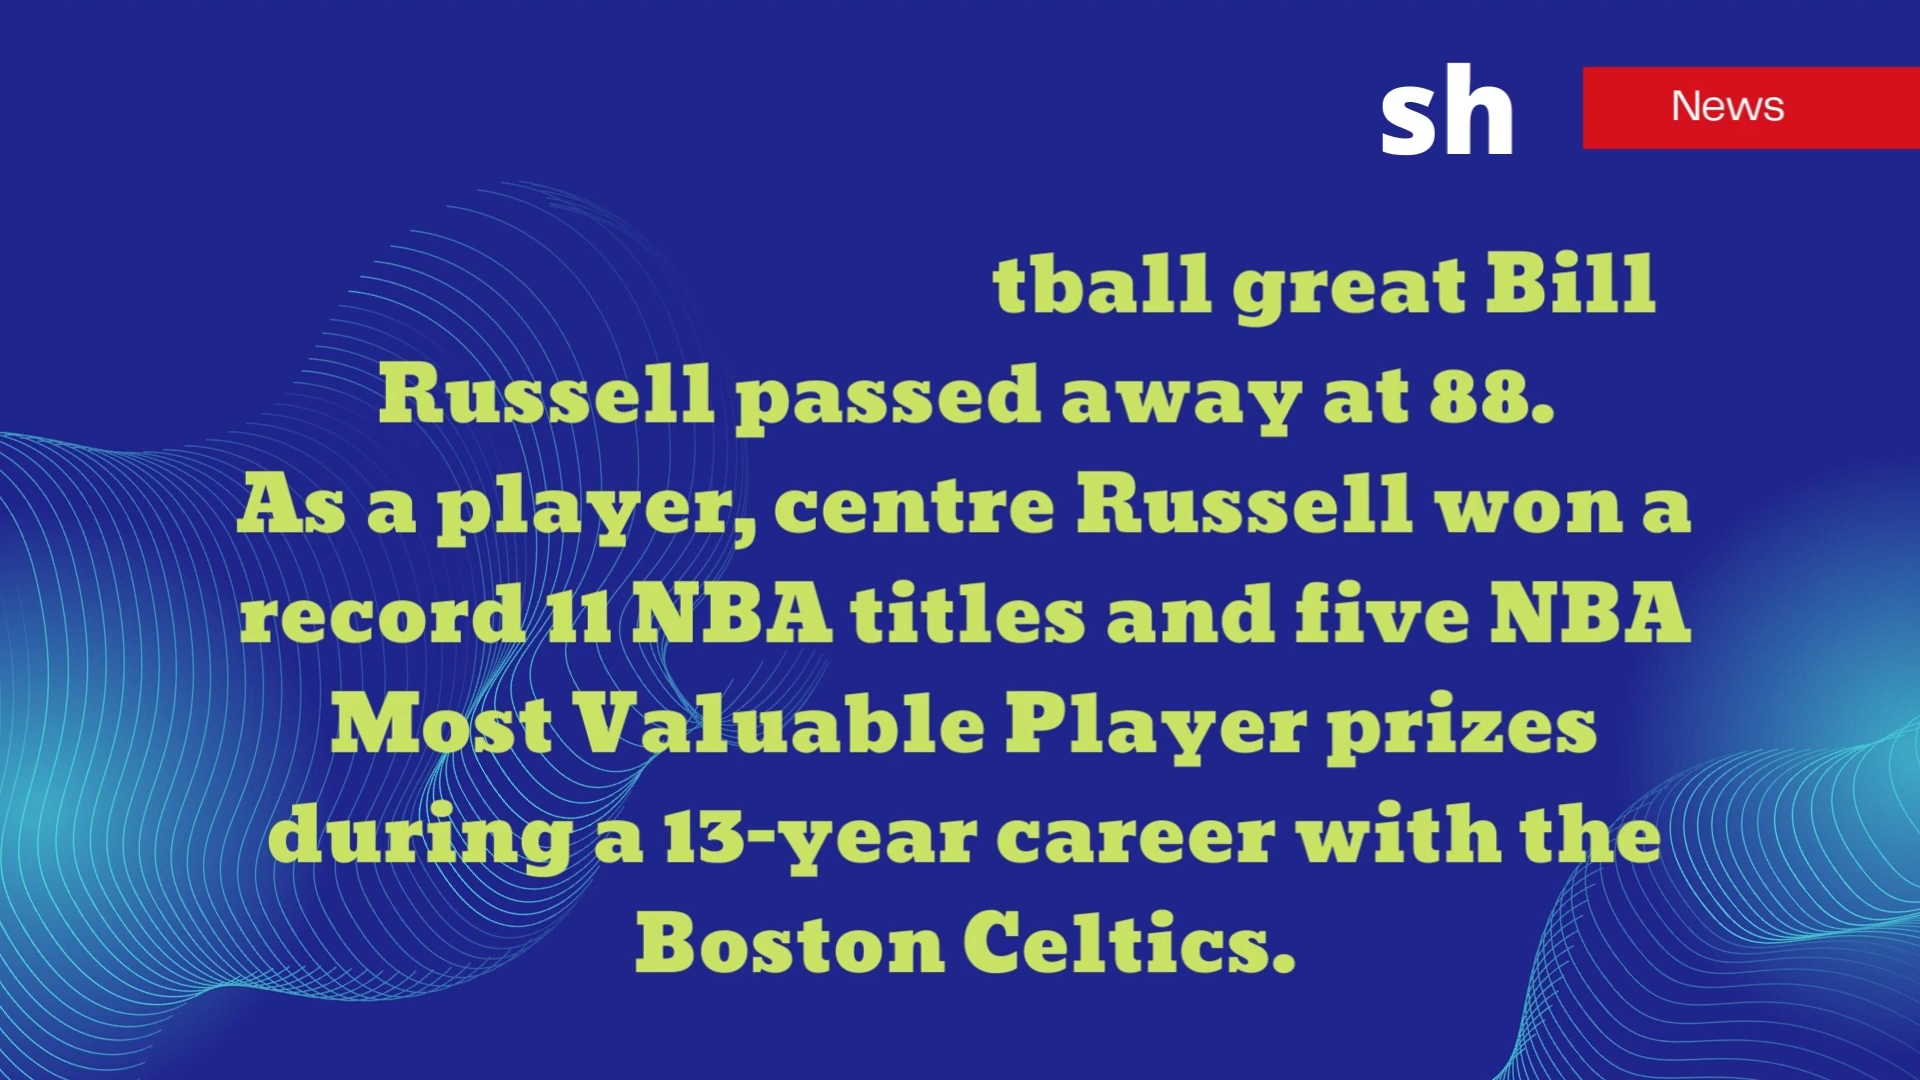 sh
News
tball great Bill
Russell passed away at 88.
As a player, centre Russell won a
record 11 NBA titles and five NBA
Most Valuable Player prizes
during a 13-year career with the
Boston Celtics.